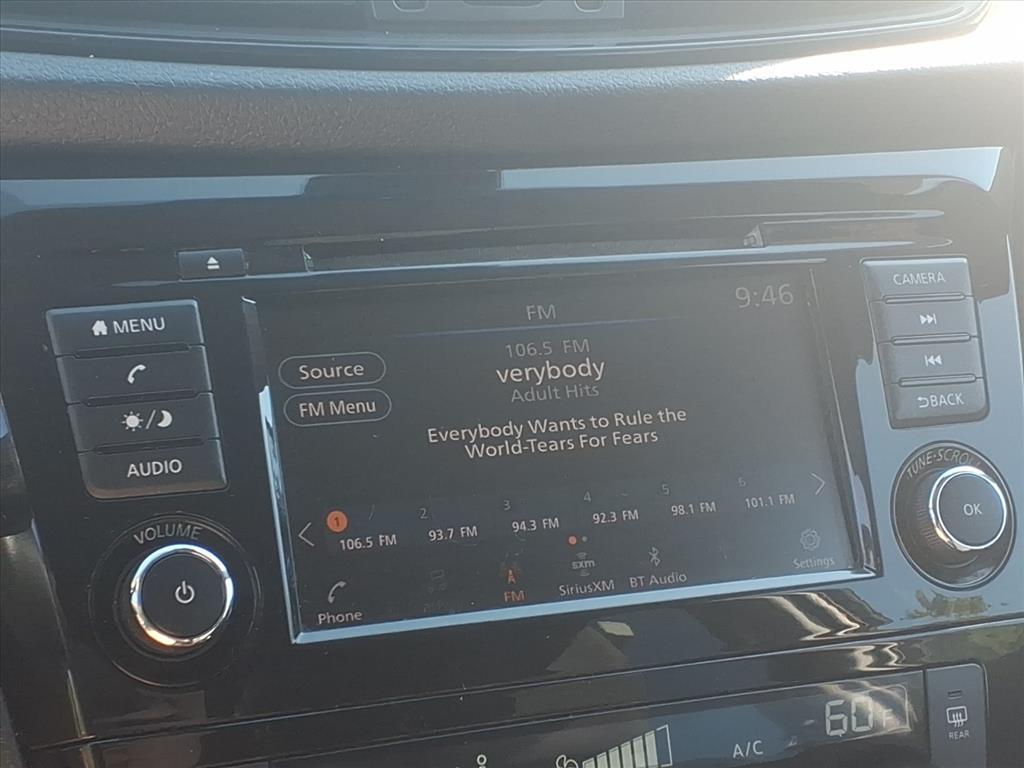 CAMERA
MENU
FM
9:46
106.5 FM
Source
verybody
Adult Hits
FM Menu
Everybody Wants to Rule the
World-Tears For Fears
BACK
AUDIO
TUNE·SCROLL
OK
VOLUME
1 2 3 4 5 6
106.5 FM 93.7 FM 94.3 FM 92.3 FM 98.1 FM 101.1 FM
Phone FM sxm SiriusXM BT Audio Settings
A/C 60 F
REAR